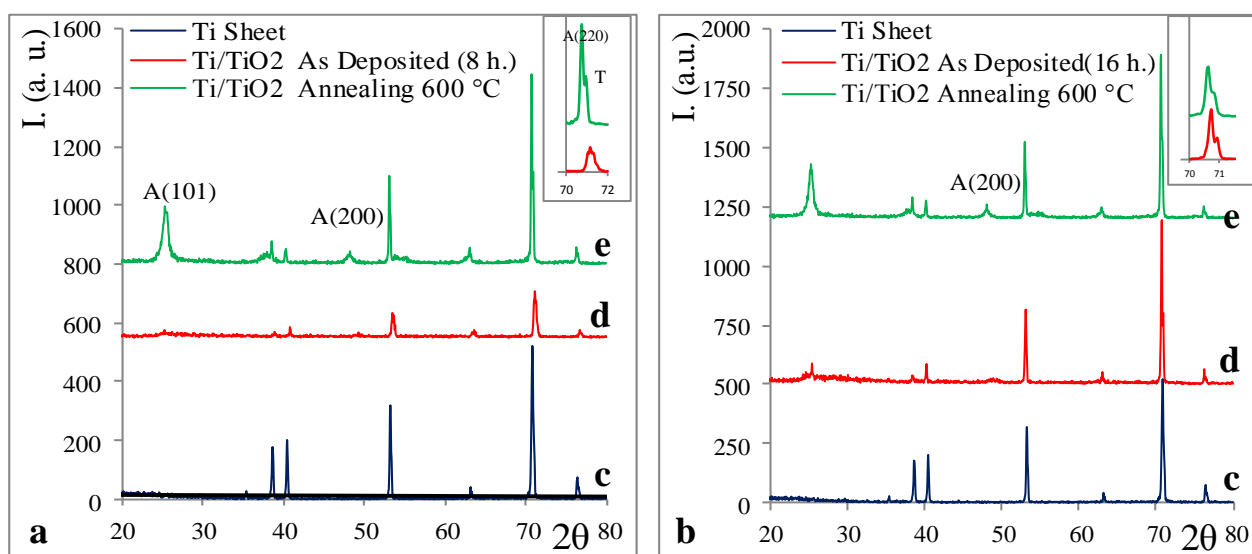 I. (a. u.)
1600
1400
1200
1000
800
600
400
200
0
Ti Sheet
Ti/TiO2 As Deposited (8 h.)
Ti/TiO2 Annealing 600 °C
A(220)
T
70 72
A(101)
A(200)
e
d
c
20 30 40 50 60 70 80
2θ
a
I. (a.u.)
2000
1750
1500
1250
1000
750
500
250
0
Ti Sheet
Ti/TiO2 As Deposited(16 h.)
Ti/TiO2 Annealing 600 °C
70 71
A(200)
e
d
c
20 30 40 50 60 70 80
2θ
b